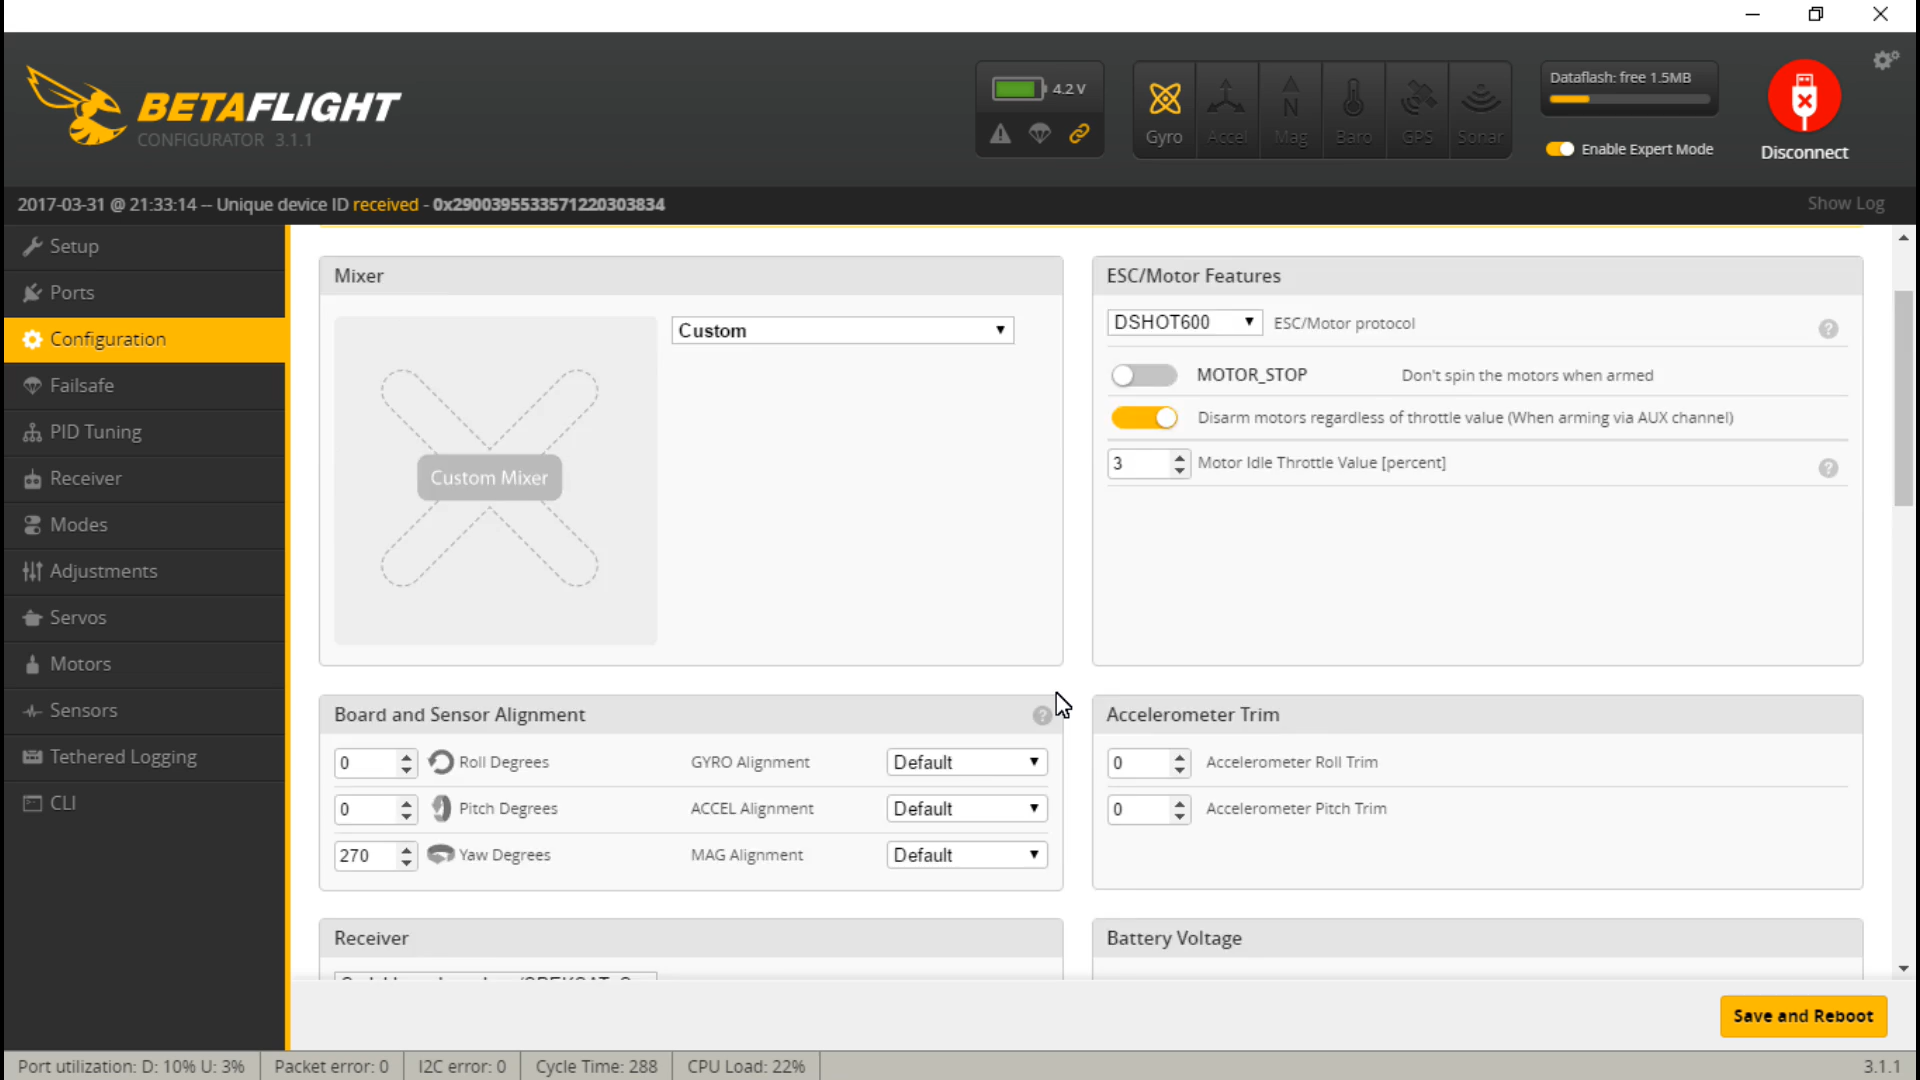 BETAFLIGHT
CONFIGURATOR 3.1.1
4.2 V
Gyro
Accel
Mag
Baro
GPS
Sonar
Dataflash: free 1.5MB
Enable Expert Mode
Disconnect
2017-03-31 @ 21:33:14 -- Unique device ID received - 0x2900395533571220303834
Show Log
Setup
Ports
Configuration
Failsafe
PID Tuning
Receiver
Modes
Adjustments
Servos
Motors
Sensors
Tethered Logging
CLI
Mixer
Custom
Custom Mixer
ESC/Motor Features
DSHOT600 ESC/Motor protocol
MOTOR_STOP Don't spin the motors when armed
Disarm motors regardless of throttle value (When arming via AUX channel)
3 Motor Idle Throttle Value [percent]
Board and Sensor Alignment
0 Roll Degrees GYRO Alignment Default
0 Pitch Degrees ACCEL Alignment Default
270 Yaw Degrees MAG Alignment Default
Accelerometer Trim
0 Accelerometer Roll Trim
0 Accelerometer Pitch Trim
Receiver
Battery Voltage
Save and Reboot
Port utilization: D: 10% U: 3% Packet error: 0 I2C error: 0 Cycle Time: 288 CPU Load: 22% 3.1.1